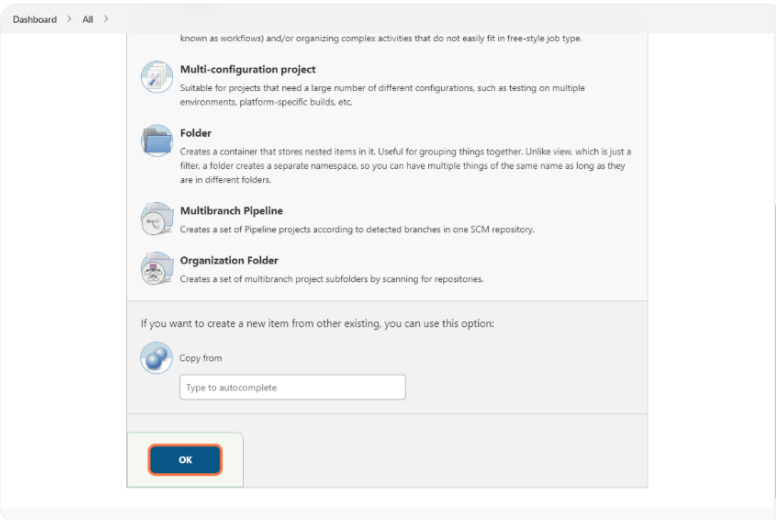 Dashboard > All >
known as workflows) and/or organizing complex activities that do not easily fit in free-style job type.
Multi-configuration project
Suitable for projects that need a large number of different configurations, such as testing on multiple
environments, platform-specific builds, etc.
Folder
Creates a container that stores nested items in it. Useful for grouping things together. Unlike view, which is just a
filter, a folder creates a separate namespace, so you can have multiple things of the same name as long as they
are in different folders.
Multibranch Pipeline
Creates a set of Pipeline projects according to detected branches in one SCM repository.
Organization Folder
Creates a set of multibranch project subfolders by scanning for repositories.
If you want to create a new item from other existing, you can use this option:
Copy from
Type to autocomplete
OK